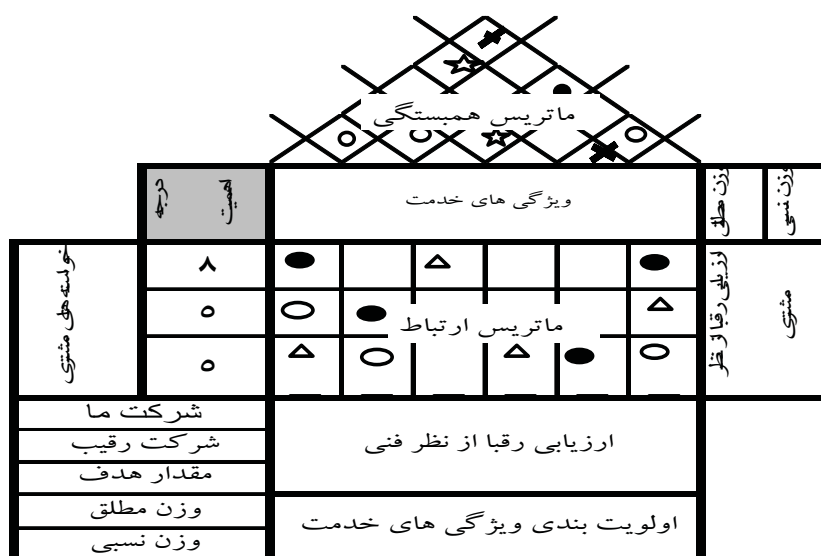 ماتریس همبستگی
درجه
اهمیت
ویژگی های خدمت
وزن مطلق
وزن نسبی
خواسته‌های مشتری
۸
۵
۵
ماتریس ارتباط
ارزیابی رقبا از نظر
مشتری
شرکت ما
شرکت رقیب
مقدار هدف
وزن مطلق
وزن نسبی
ارزیابی رقبا از نظر فنی
اولویت بندی ویژگی های خدمت